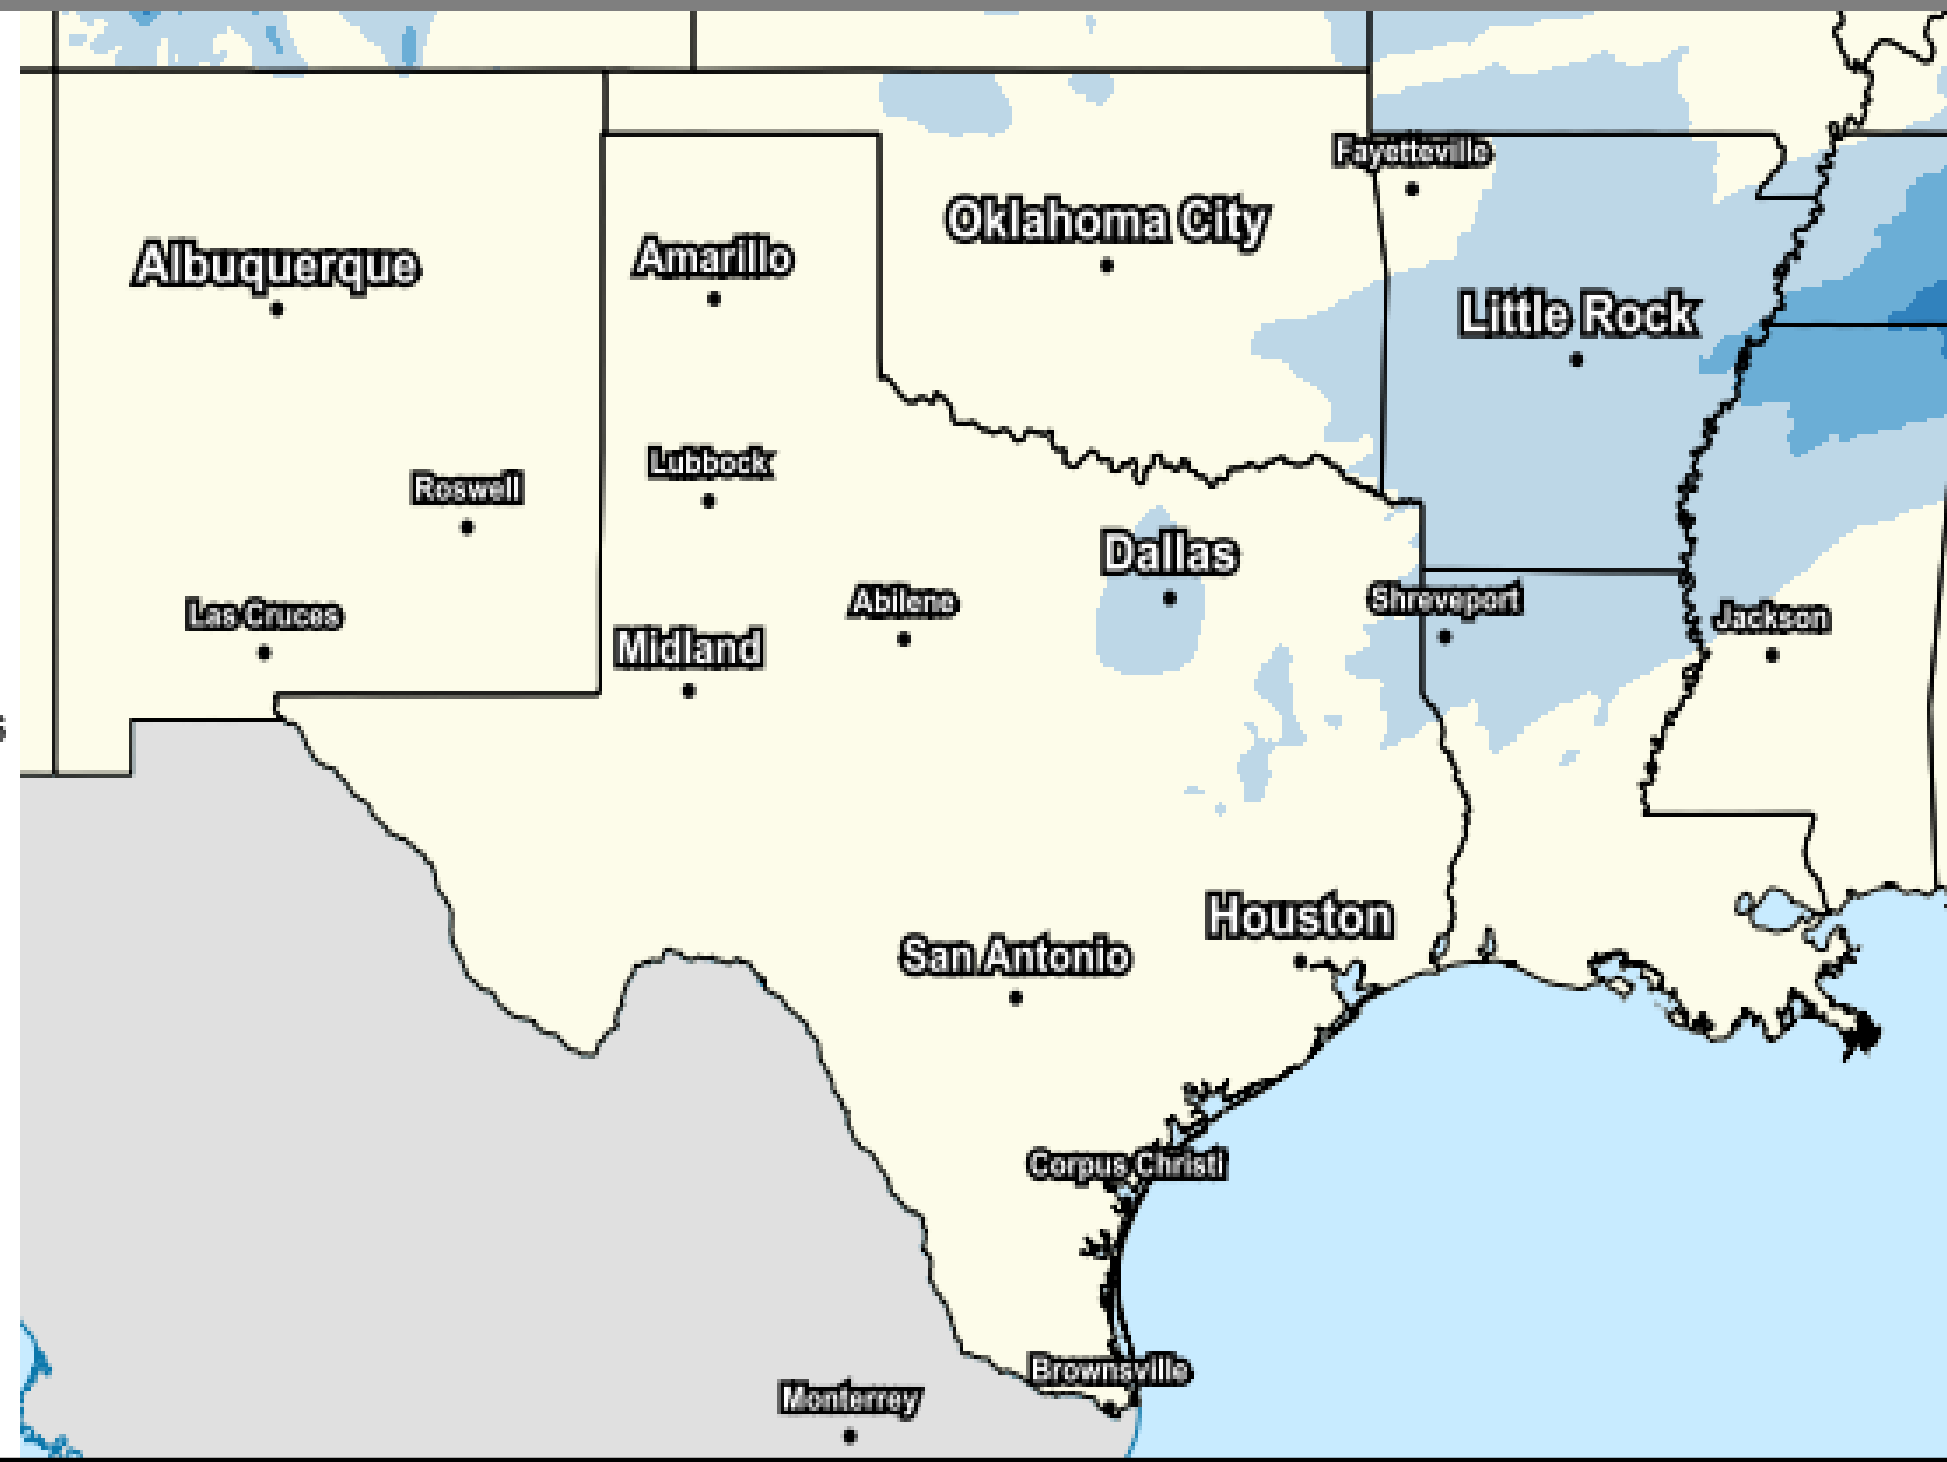 Fayetteville
Oklahoma City
Albuquerque
Amarillo
Little Rock
Lubbock
Roswell
Dallas
Abilene
Shreveport
Las Cruces
Jackson
Midland
s
Houston
San Antonio
Corpus Christi
Brownsville
Monterrey